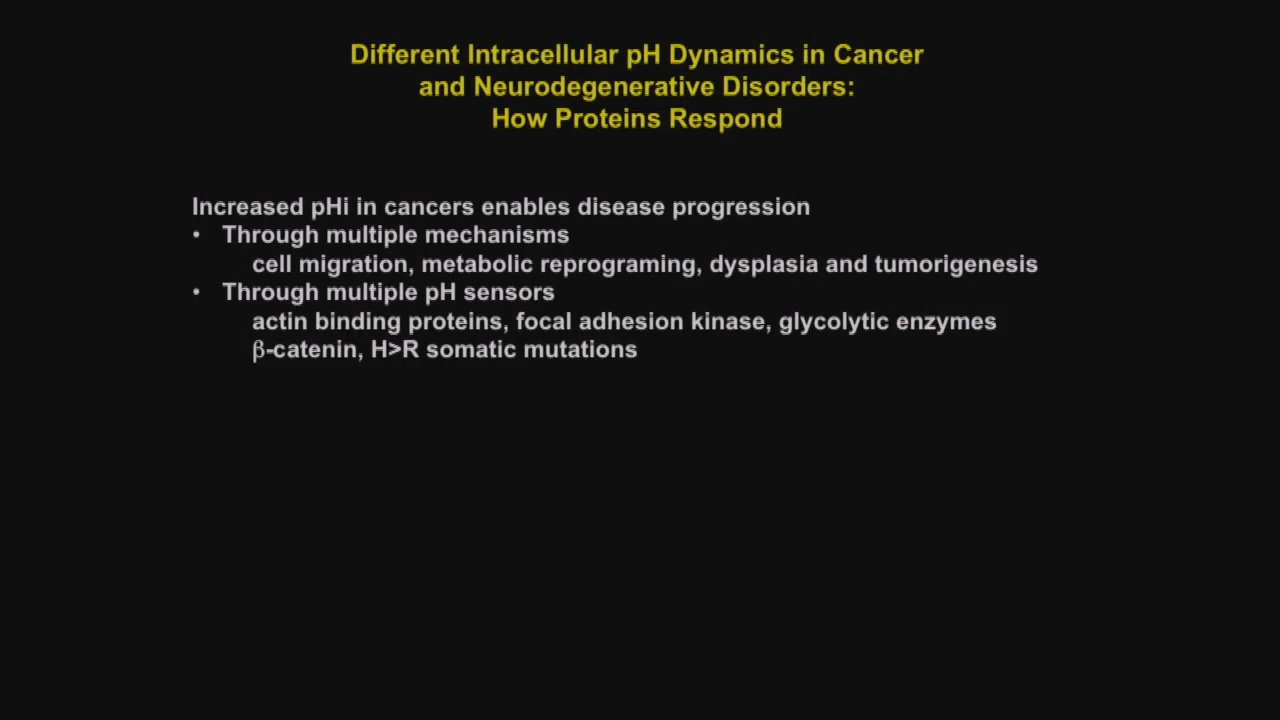 Different Intracellular pH Dynamics in Cancer
and Neurodegenerative Disorders:
How Proteins Respond
Increased pHi in cancers enables disease progression
• Through multiple mechanisms
cell migration, metabolic reprograming, dysplasia and tumorigenesis
• Through multiple pH sensors
actin binding proteins, focal adhesion kinase, glycolytic enzymes
β-catenin, H>R somatic mutations